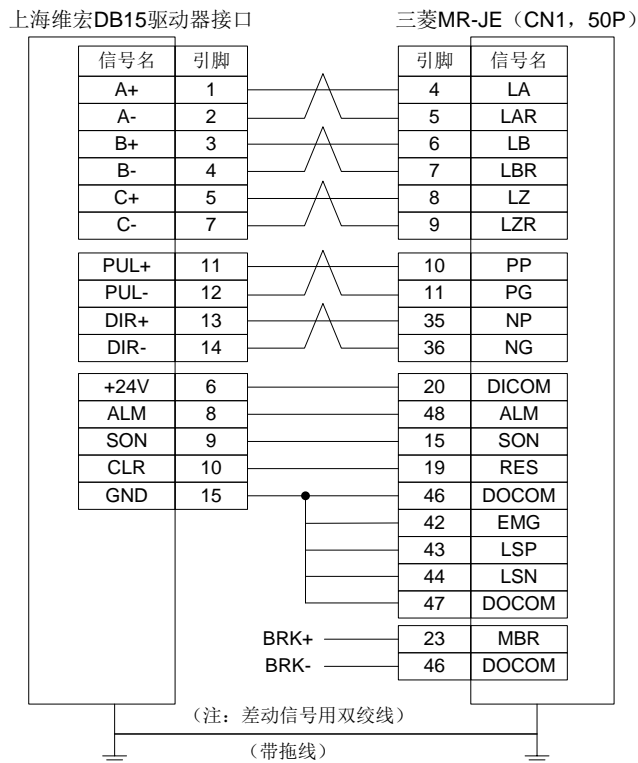 上海维宏DB15驱动器接口 三菱MR-JE（CN1，50P）
信号名 引脚 引脚 信号名
A+ 1 4 LA
A- 2 5 LAR
B+ 3 6 LB
B- 4 7 LBR
C+ 5 8 LZ
C- 7 9 LZR
PUL+ 11 10 PP
PUL- 12 11 PG
DIR+ 13 35 NP
DIR- 14 36 NG
+24V 6 20 DICOM
ALM 8 48 ALM
SON 9 15 SON
CLR 10 19 RES
GND 15 46 DOCOM
42 EMG
43 LSP
44 LSN
47 DOCOM
BRK+ 23 MBR
BRK- 46 DOCOM
（注：差动信号用双绞线）
（带拖线）